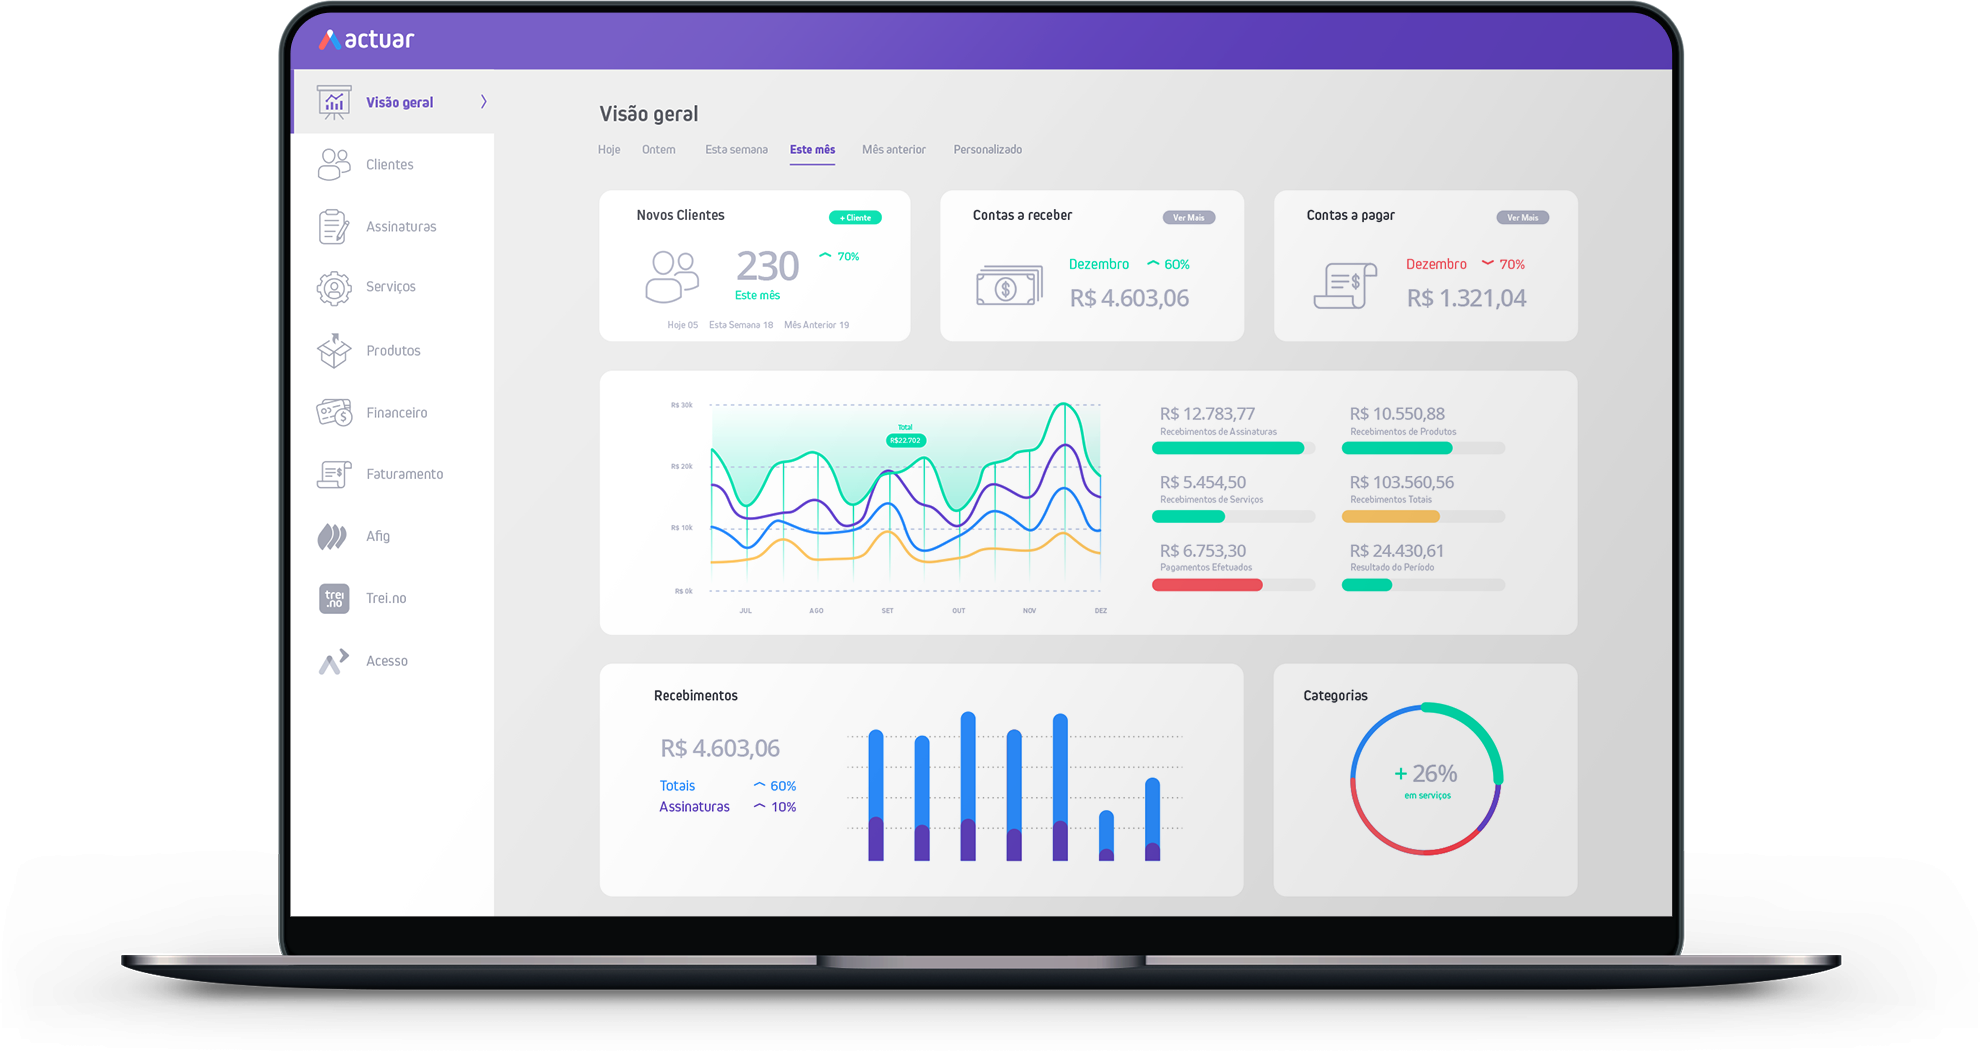 actuar
Visão geral
Clientes
Assinaturas
Serviços
Produtos
Financeiro
Faturamento
trei
.no
Afig
Trei.no
Acesso
Visão geral
Hoje Ontem Esta semana Este mês Mês anterior Personalizado
Novos Clientes
+ Cliente
230
70%
Este mês
Hoje 05 Esta Semana 18 Mês Anterior 19
Contas a receber
Ver Mais
Dezembro 60%
R$ 4.603,06
Contas a pagar
Ver Mais
Dezembro 70%
R$ 1.321,04
R$ 30k
R$ 20k
R$ 10k
R$ 0k
Total
R$22.702
JUL AGO SET OUT NOV DEZ
R$ 12.783,77
Recebimentos de Assinaturas
R$ 10.550,88
Recebimentos de Produtos
R$ 5.454,50
Recebimentos de Serviços
R$ 103.560,56
Recebimentos Totais
R$ 6.753,30
Pagamentos Efetuados
R$ 24.430,61
Resultado do Período
Recebimentos
R$ 4.603,06
Totais 60%
Assinaturas 10%
Categorias
+ 26%
em serviços